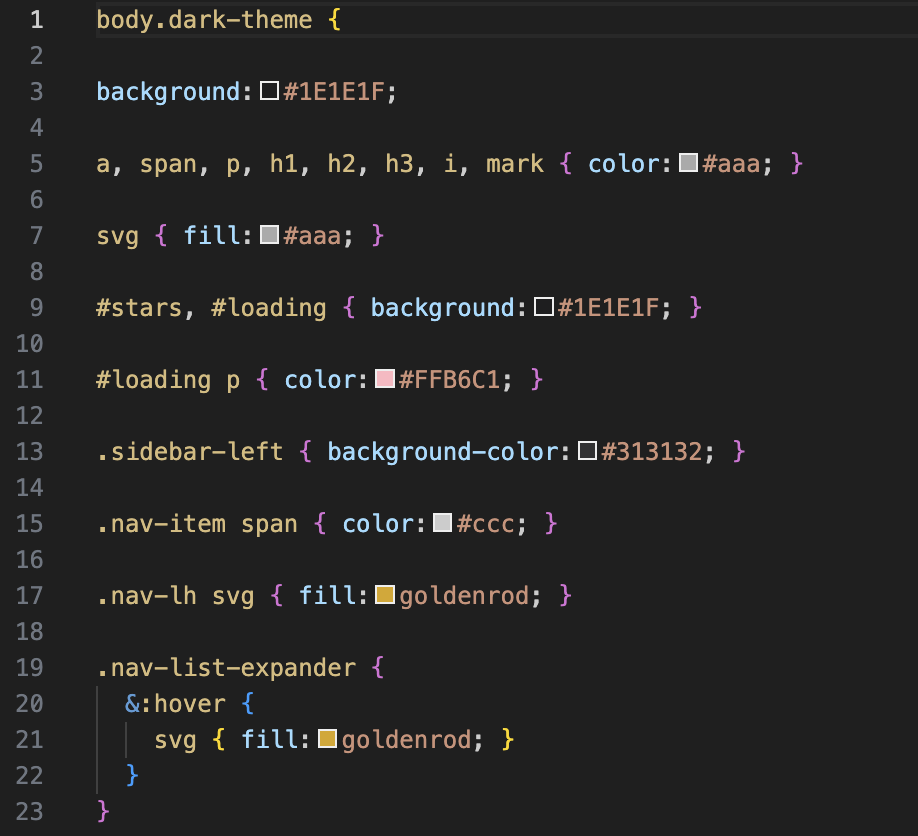 1 body.dark-theme {
2
3 background: #1E1E1F;
4
5 a, span, p, h1, h2, h3, i, mark { color: #aaa; }
6
7 svg { fill: #aaa; }
8
9 #stars, #loading { background: #1E1E1F; }
10
11 #loading p { color: #FFB6C1; }
12
13 .sidebar-left { background-color: #313132; }
14
15 .nav-item span { color: #ccc; }
16
17 .nav-lh svg { fill: goldenrod; }
18
19 .nav-list-expander {
20   &:hover {
21     svg { fill: goldenrod; }
22   }
23 }